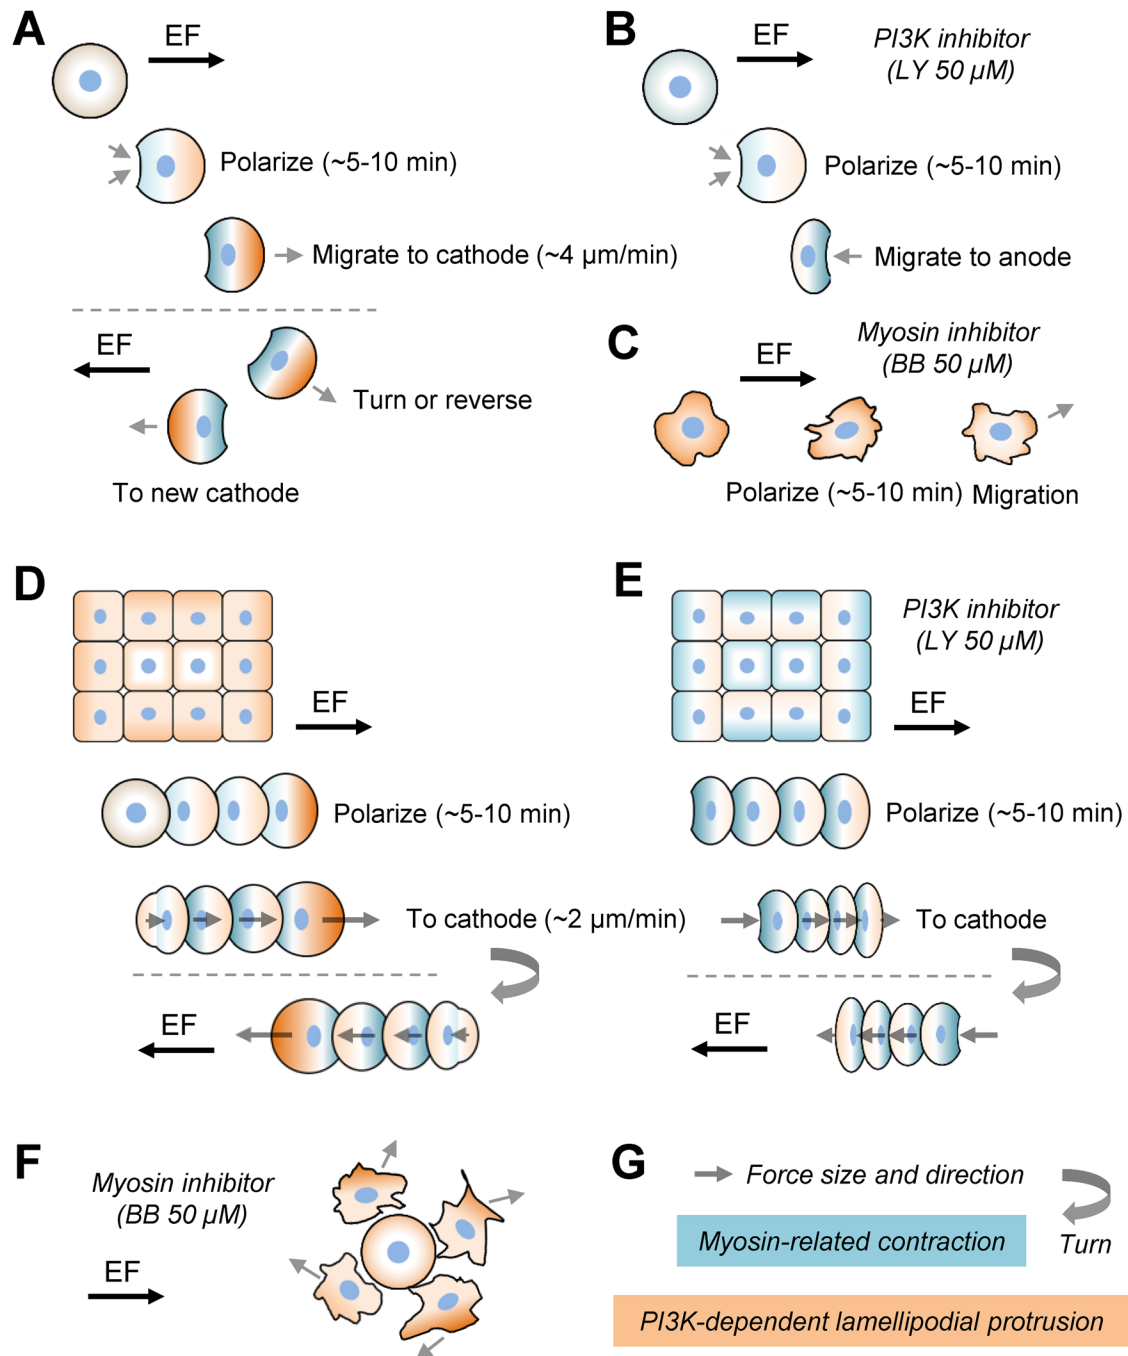 A
EF
Polarize (~5-10 min)
Migrate to cathode (~4 µm/min)
EF
Turn or reverse
To new cathode
B
EF
PI3K inhibitor
(LY 50 µM)
Polarize (~5-10 min)
Migrate to anode
C
EF
Myosin inhibitor
(BB 50 µM)
Polarize (~5-10 min)
Migration
D
EF
Polarize (~5-10 min)
To cathode (~2 µm/min)
EF
E
PI3K inhibitor
(LY 50 µM)
EF
Polarize (~5-10 min)
To cathode
EF
F
Myosin inhibitor
(BB 50 µM)
EF
G
Force size and direction
Turn
Myosin-related contraction
PI3K-dependent lamellipodial protrusion